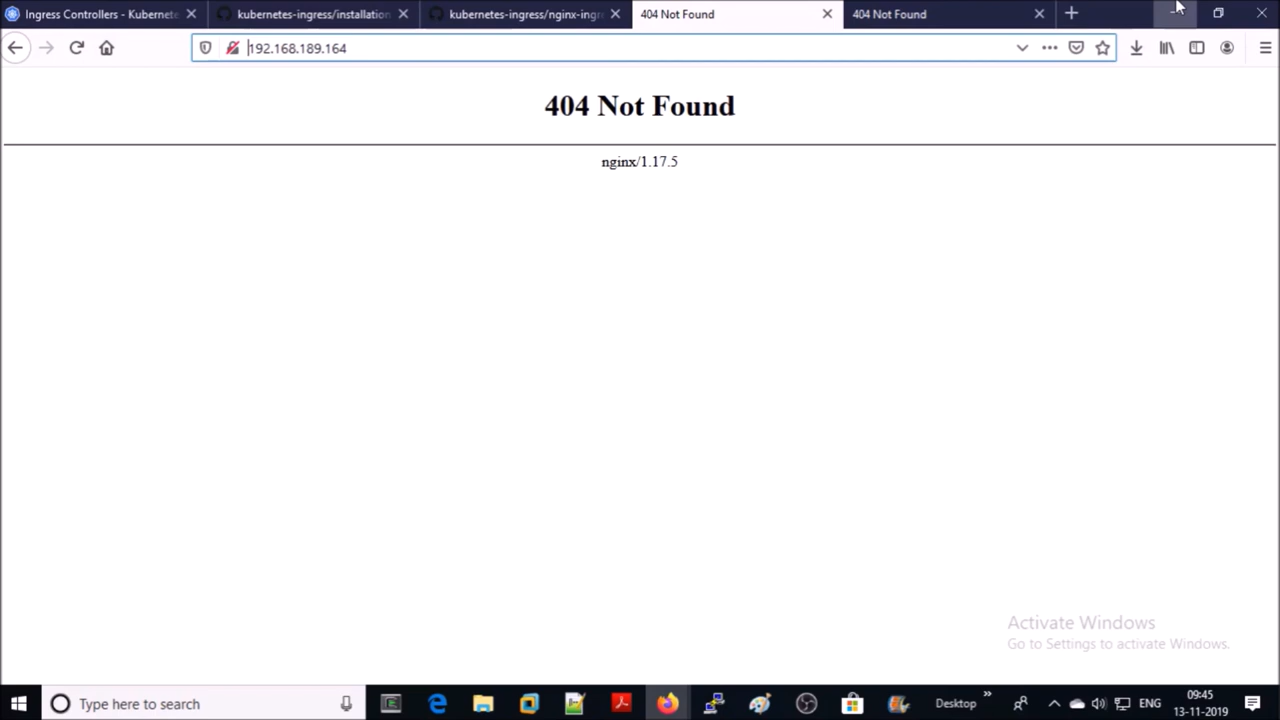 Ingress Controllers - Kubernete
kubernetes-ingress/installation
kubernetes-ingress/nginx-ingr
404 Not Found
404 Not Found
192.168.189.164
404 Not Found
nginx/1.17.5
Activate Windows
Go to Settings to activate Windows.
Type here to search
Desktop
ENG
09:45
13-11-2019